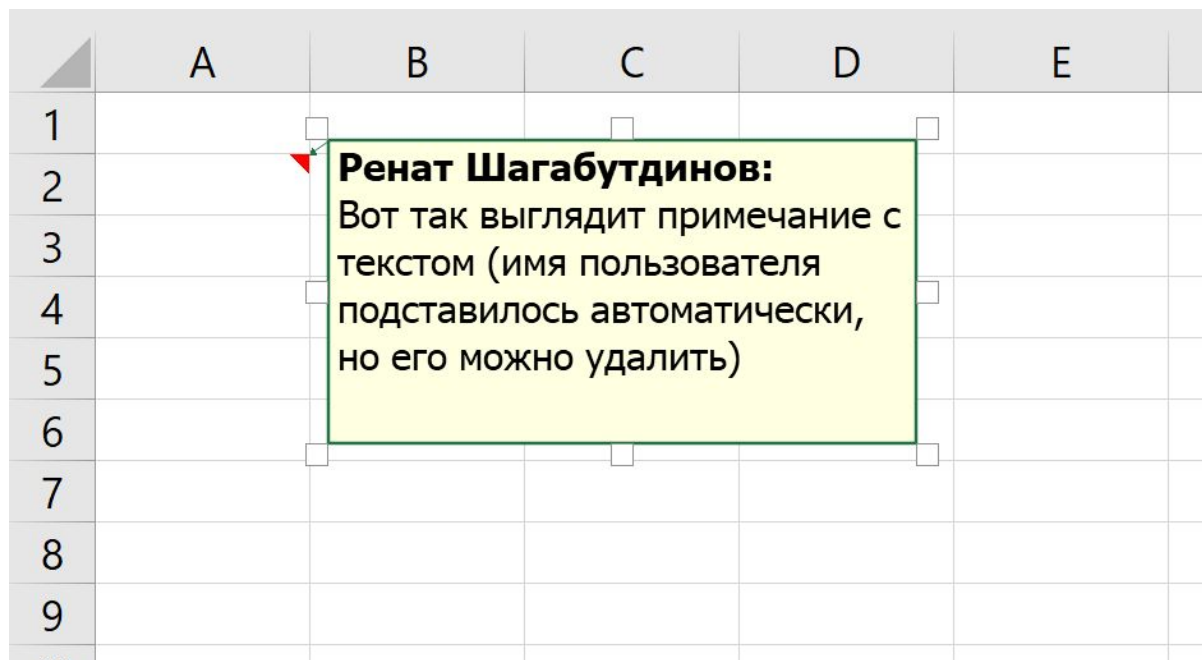 A B C D E
1
Ренат Шагабутдинов:
2
Вот так выглядит примечание с
3
текстом (имя пользователя
4
подставилось автоматически,
5
но его можно удалить)
6
7
8
9